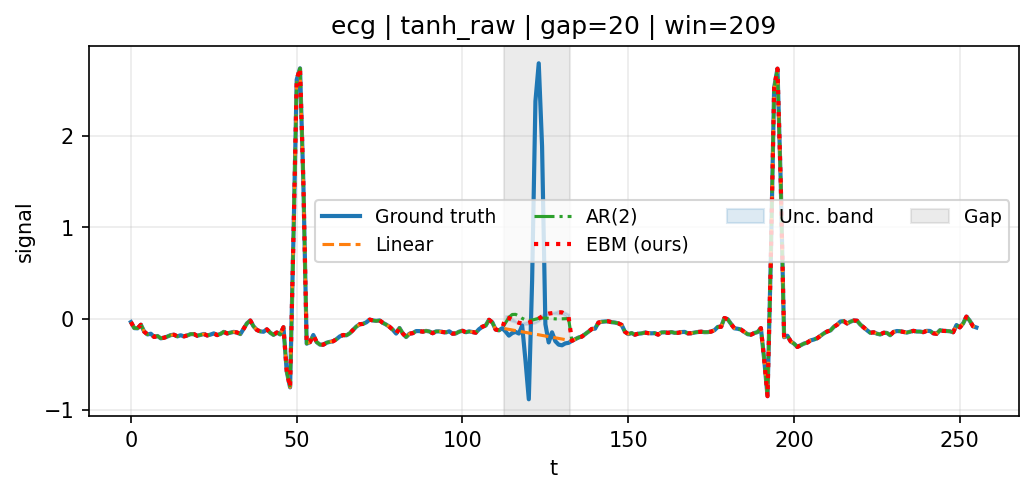 ecg | tanh_raw | gap=20 | win=209
signal
2
1
0
−1
Ground truth
Linear
AR(2)
EBM (ours)
Unc. band
Gap
0
50
100
150
200
250
t